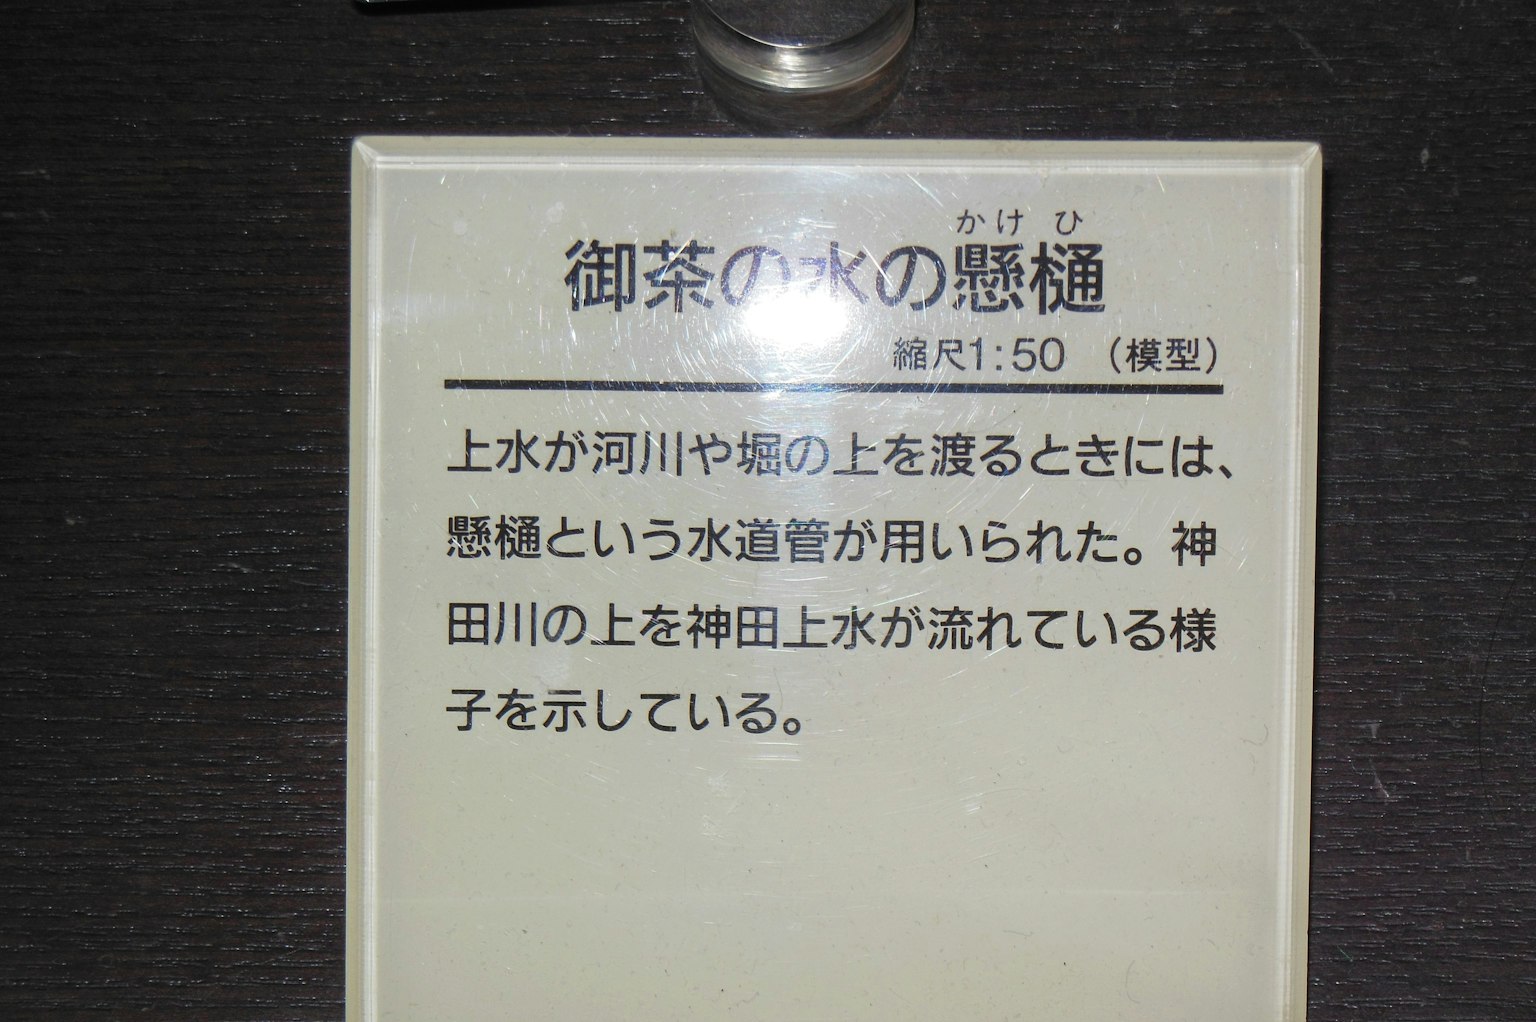 かけひ
御茶の水の懸樋
縮尺1:50 （模型）
上水が河川や堀の上を渡るときには、
懸樋という水道管が用いられた。神
田川の上を神田上水が流れている様
子を示している。